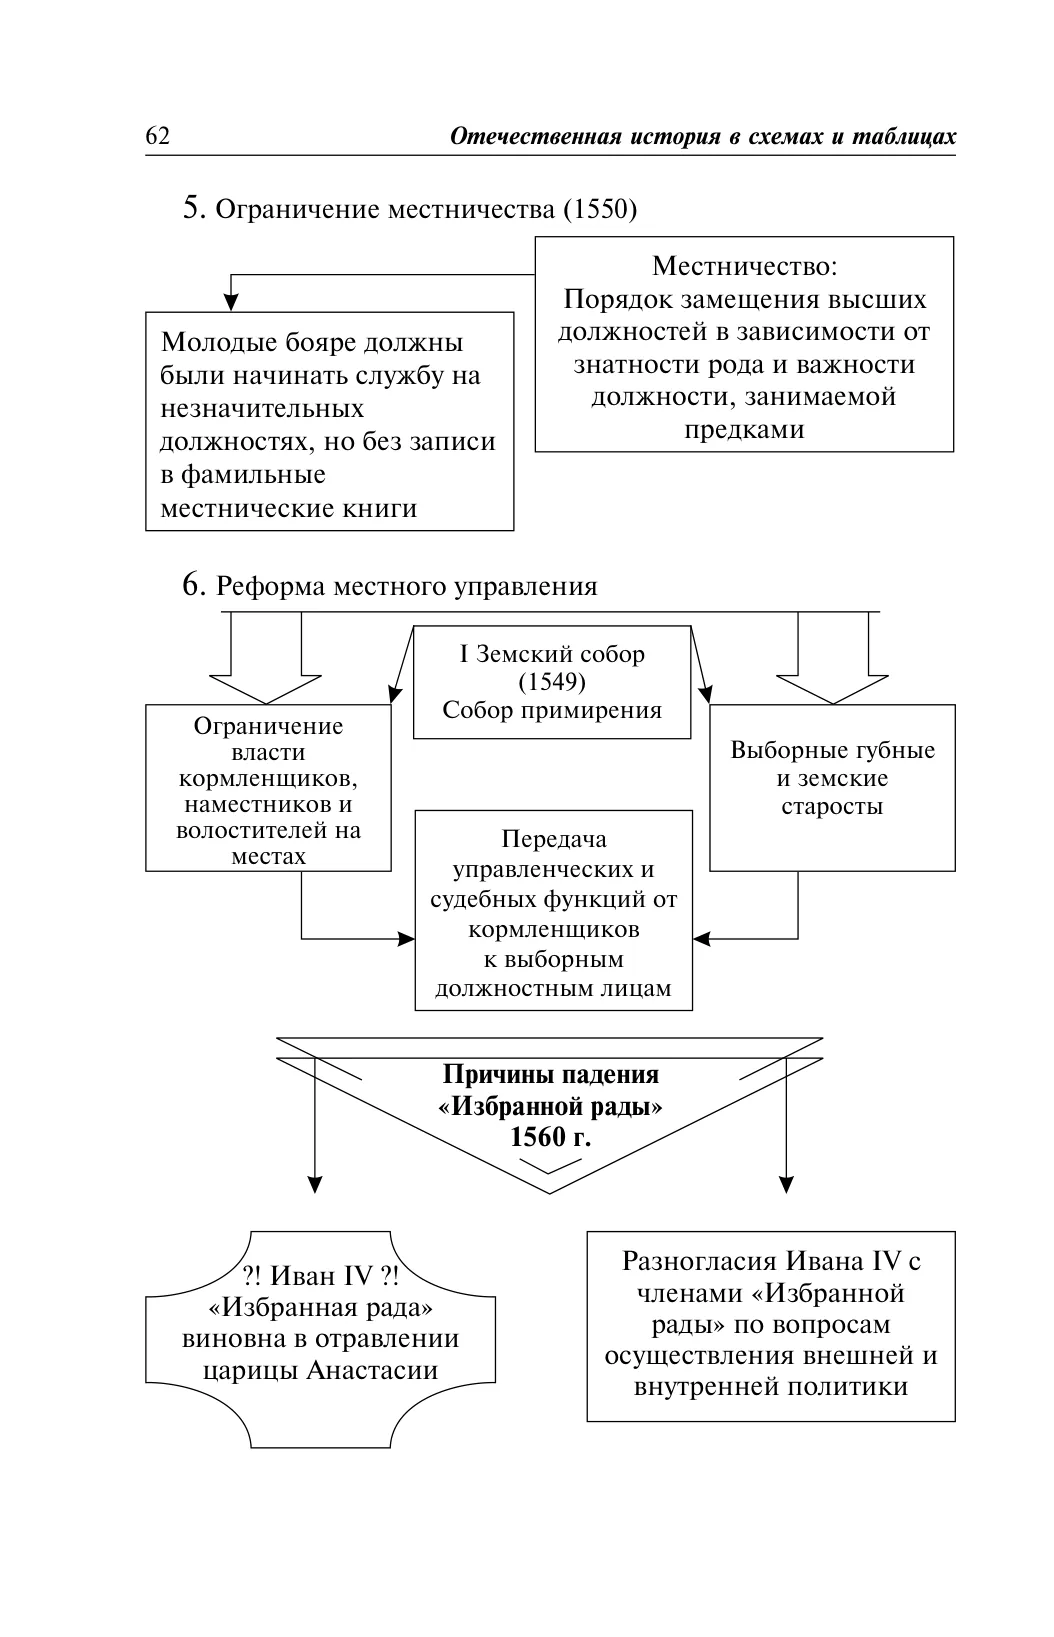 62
Отечественная история в схемах и таблицах
5. Ограничение местничества (1550)
Местничество:
Порядок замещения высших
должностей в зависимости от
знатности рода и важности
должности, занимаемой
предками
Молодые бояре должны
были начинать службу на
незначительных
должностях, но без записи
в фамильные
местнические книги
6. Реформа местного управления
I Земский собор
(1549)
Собор примирения
Ограничение
власти
кормленщиков,
наместников и
волостителей на
местах
Выборные губные
и земские
старосты
Передача
управленческих и
судебных функций от
кормленщиков
к выборным
должностным лицам
Причины падения
«Избранной рады»
1560 г.
?! Иван IV ?!
«Избранная рада»
виновна в отравлении
царицы Анастасии
Разногласия Ивана IV с
членами «Избранной
рады» по вопросам
осуществления внешней и
внутренней политики